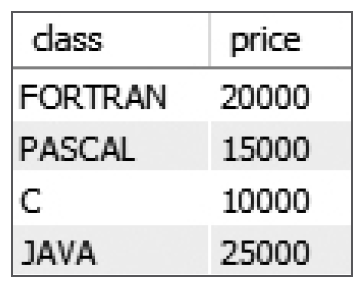 class price
FORTRAN 20000
PASCAL 15000
C 10000
JAVA 25000